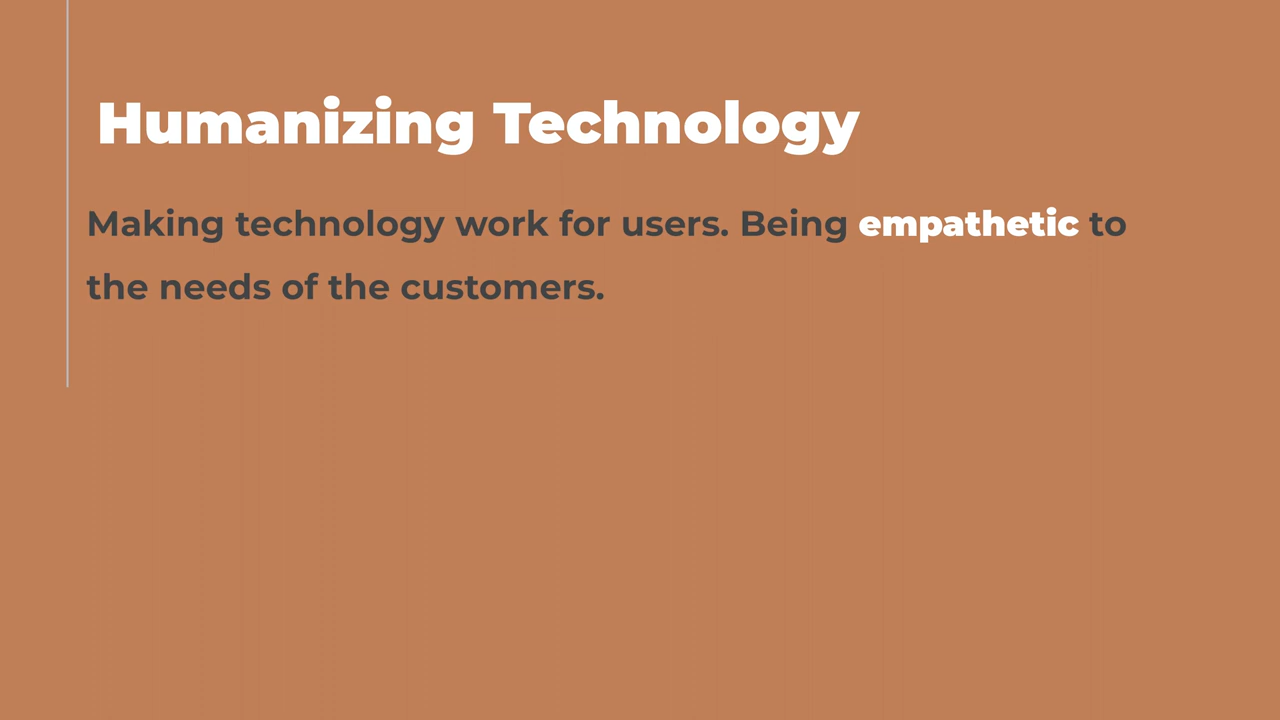 Humanizing Technology
Making technology work for users. Being empathetic to
the needs of the customers.